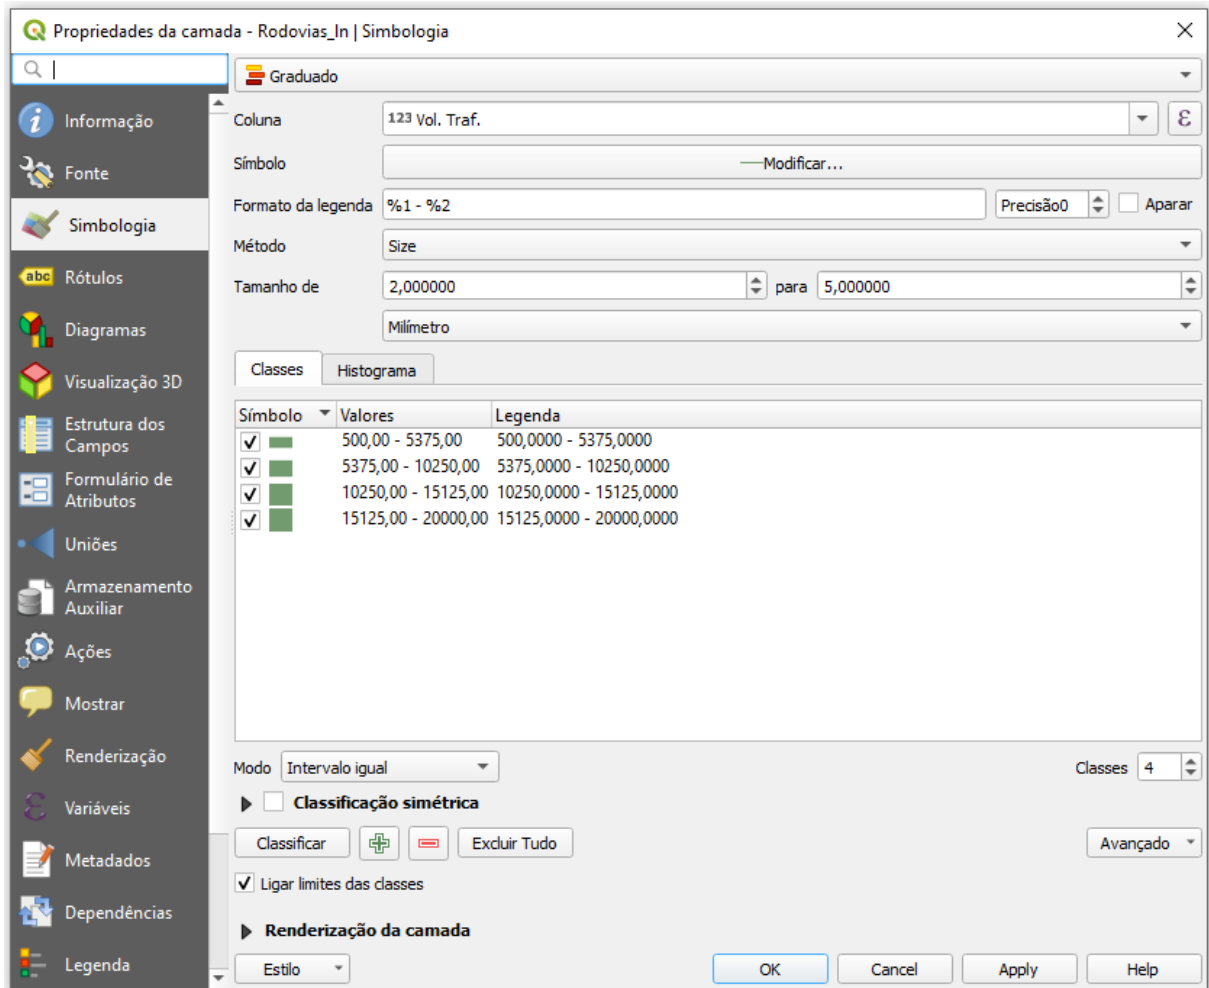 Propriedades da camada - Rodovias_ln | Simbologia
Informação
Fonte
Simbologia
abc Rótulos
Diagramas
Visualização 3D
Estrutura dos
Campos
Formulário de
Atributos
Uniões
Armazenamento
Auxiliar
Ações
Mostrar
Renderização
Variáveis
Metadados
Dependências
Legenda
Graduado
Coluna 123 Vol. Traf. ε
Símbolo Modificar...
Formato da legenda %1 - %2 Precisão0 Aparar
Método Size
Tamanho de 2,000000 para 5,000000
Milímetro
Classes Histograma
Símbolo Valores Legenda
500,00 - 5375,00 500,0000 - 5375,0000
5375,00 - 10250,00 5375,0000 - 10250,0000
10250,00 - 15125,00 10250,0000 - 15125,0000
15125,00 - 20000,00 15125,0000 - 20000,0000
Modo Intervalo igual Classes 4
Classificação simétrica
Classificar Excluir Tudo Avançado
Ligar limites das classes
Renderização da camada
Estilo OK Cancel Apply Help